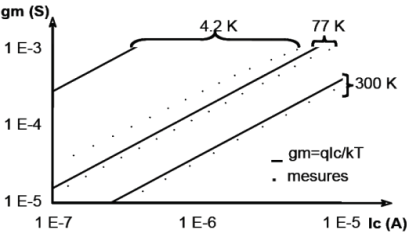 gm (S)
4.2 K
77 K
1 E-3
300 K
1 E-4
gm=qIc/kT
mesures
1 E-5
1 E-7
1 E-6
1 E-5
Ic (A)